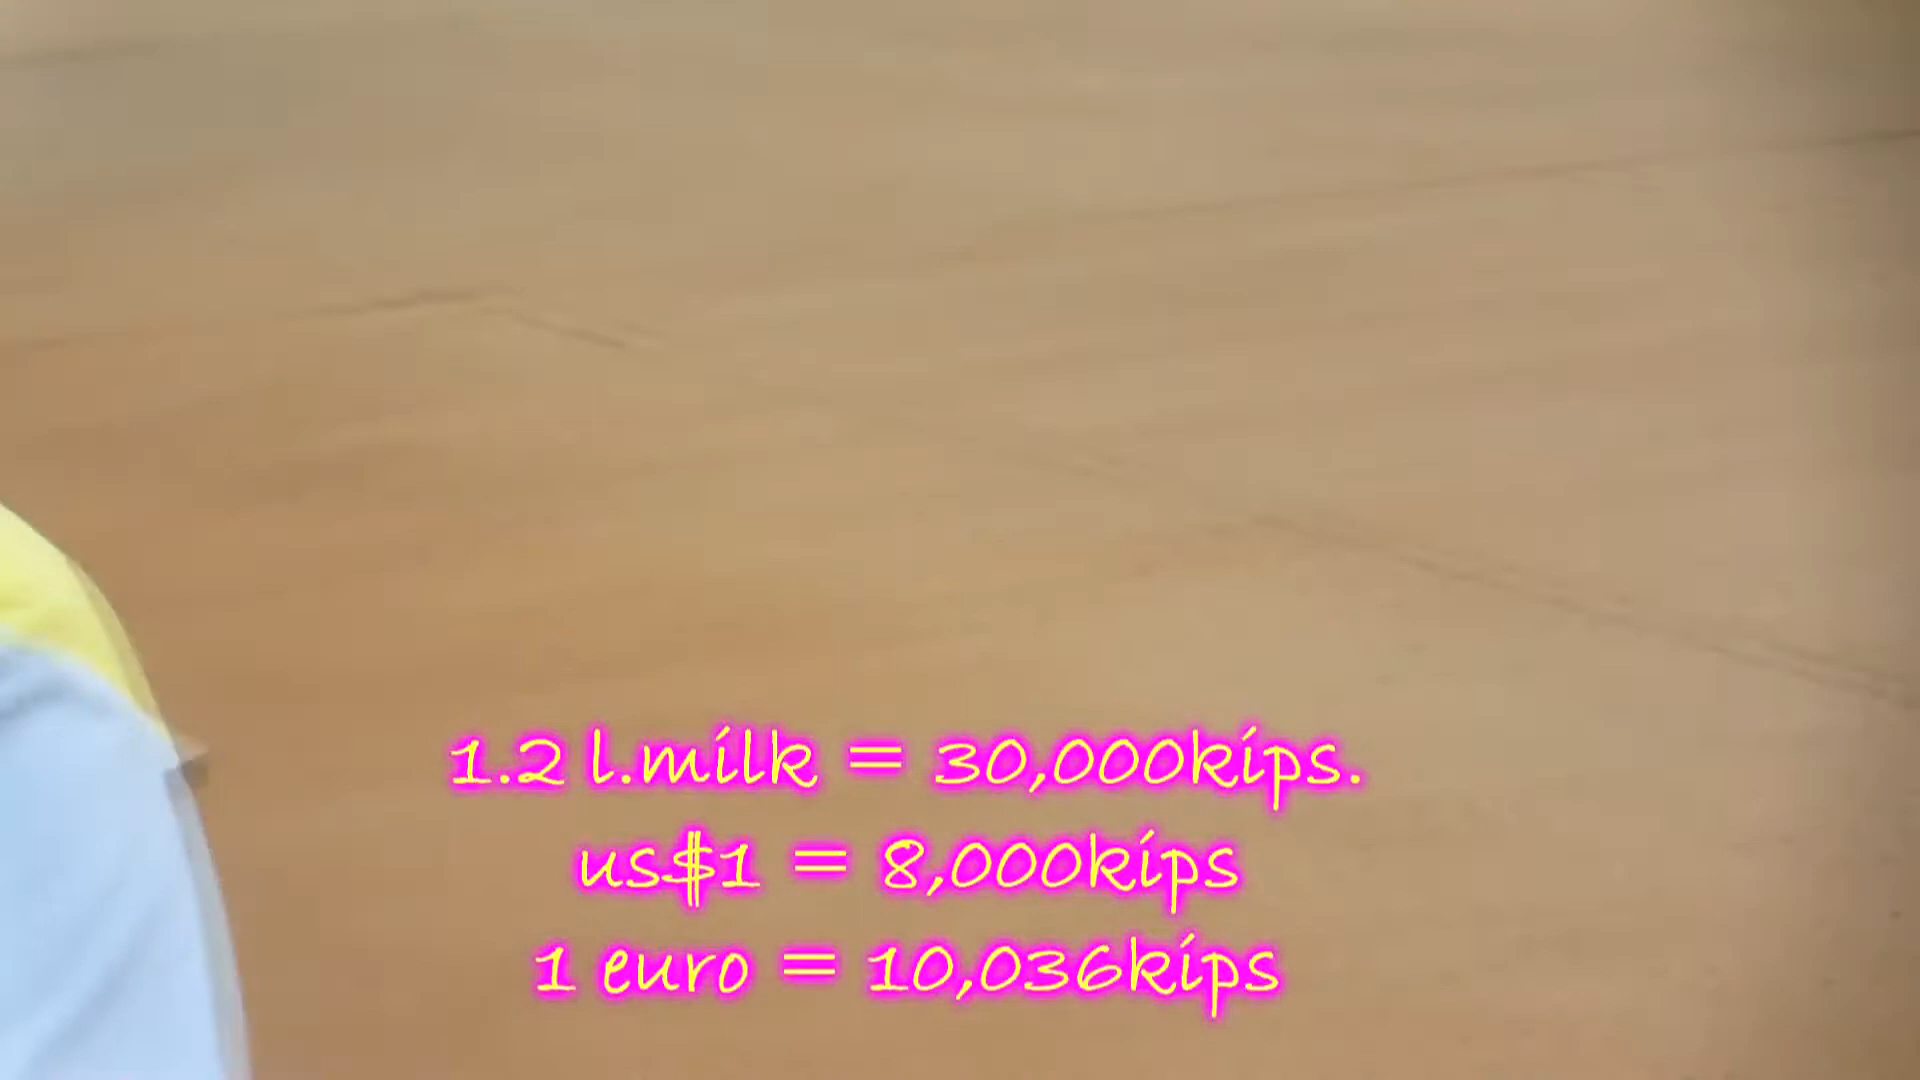 1.2 l.milk = 30,000kips.
us$1 = 8,000kips
1 euro = 10,036kips